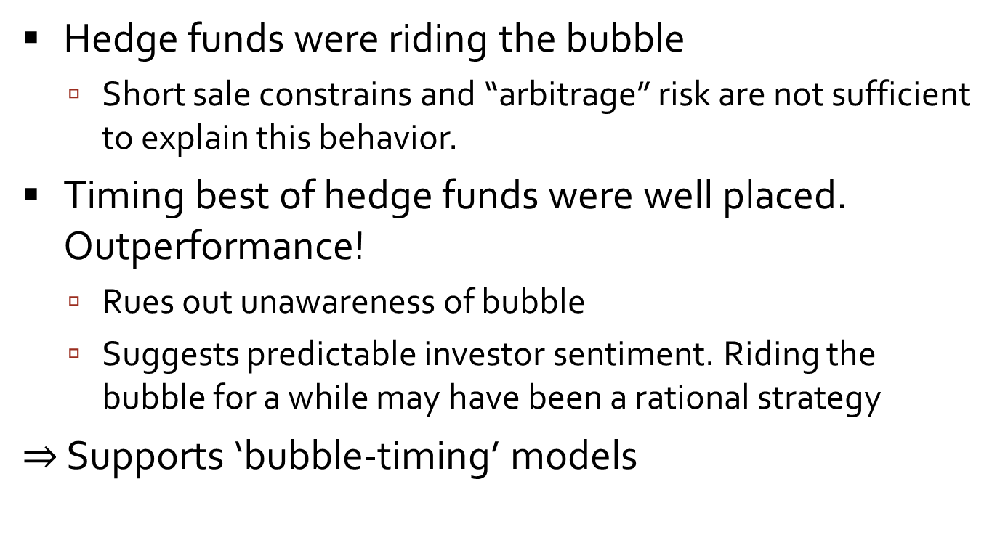 ▪ Hedge funds were riding the bubble
▫ Short sale constrains and “arbitrage” risk are not sufficient
to explain this behavior.
▪ Timing best of hedge funds were well placed.
Outperformance!
▫ Rues out unawareness of bubble
▫ Suggests predictable investor sentiment. Riding the
bubble for a while may have been a rational strategy
⇒ Supports ‘bubble-timing’ models